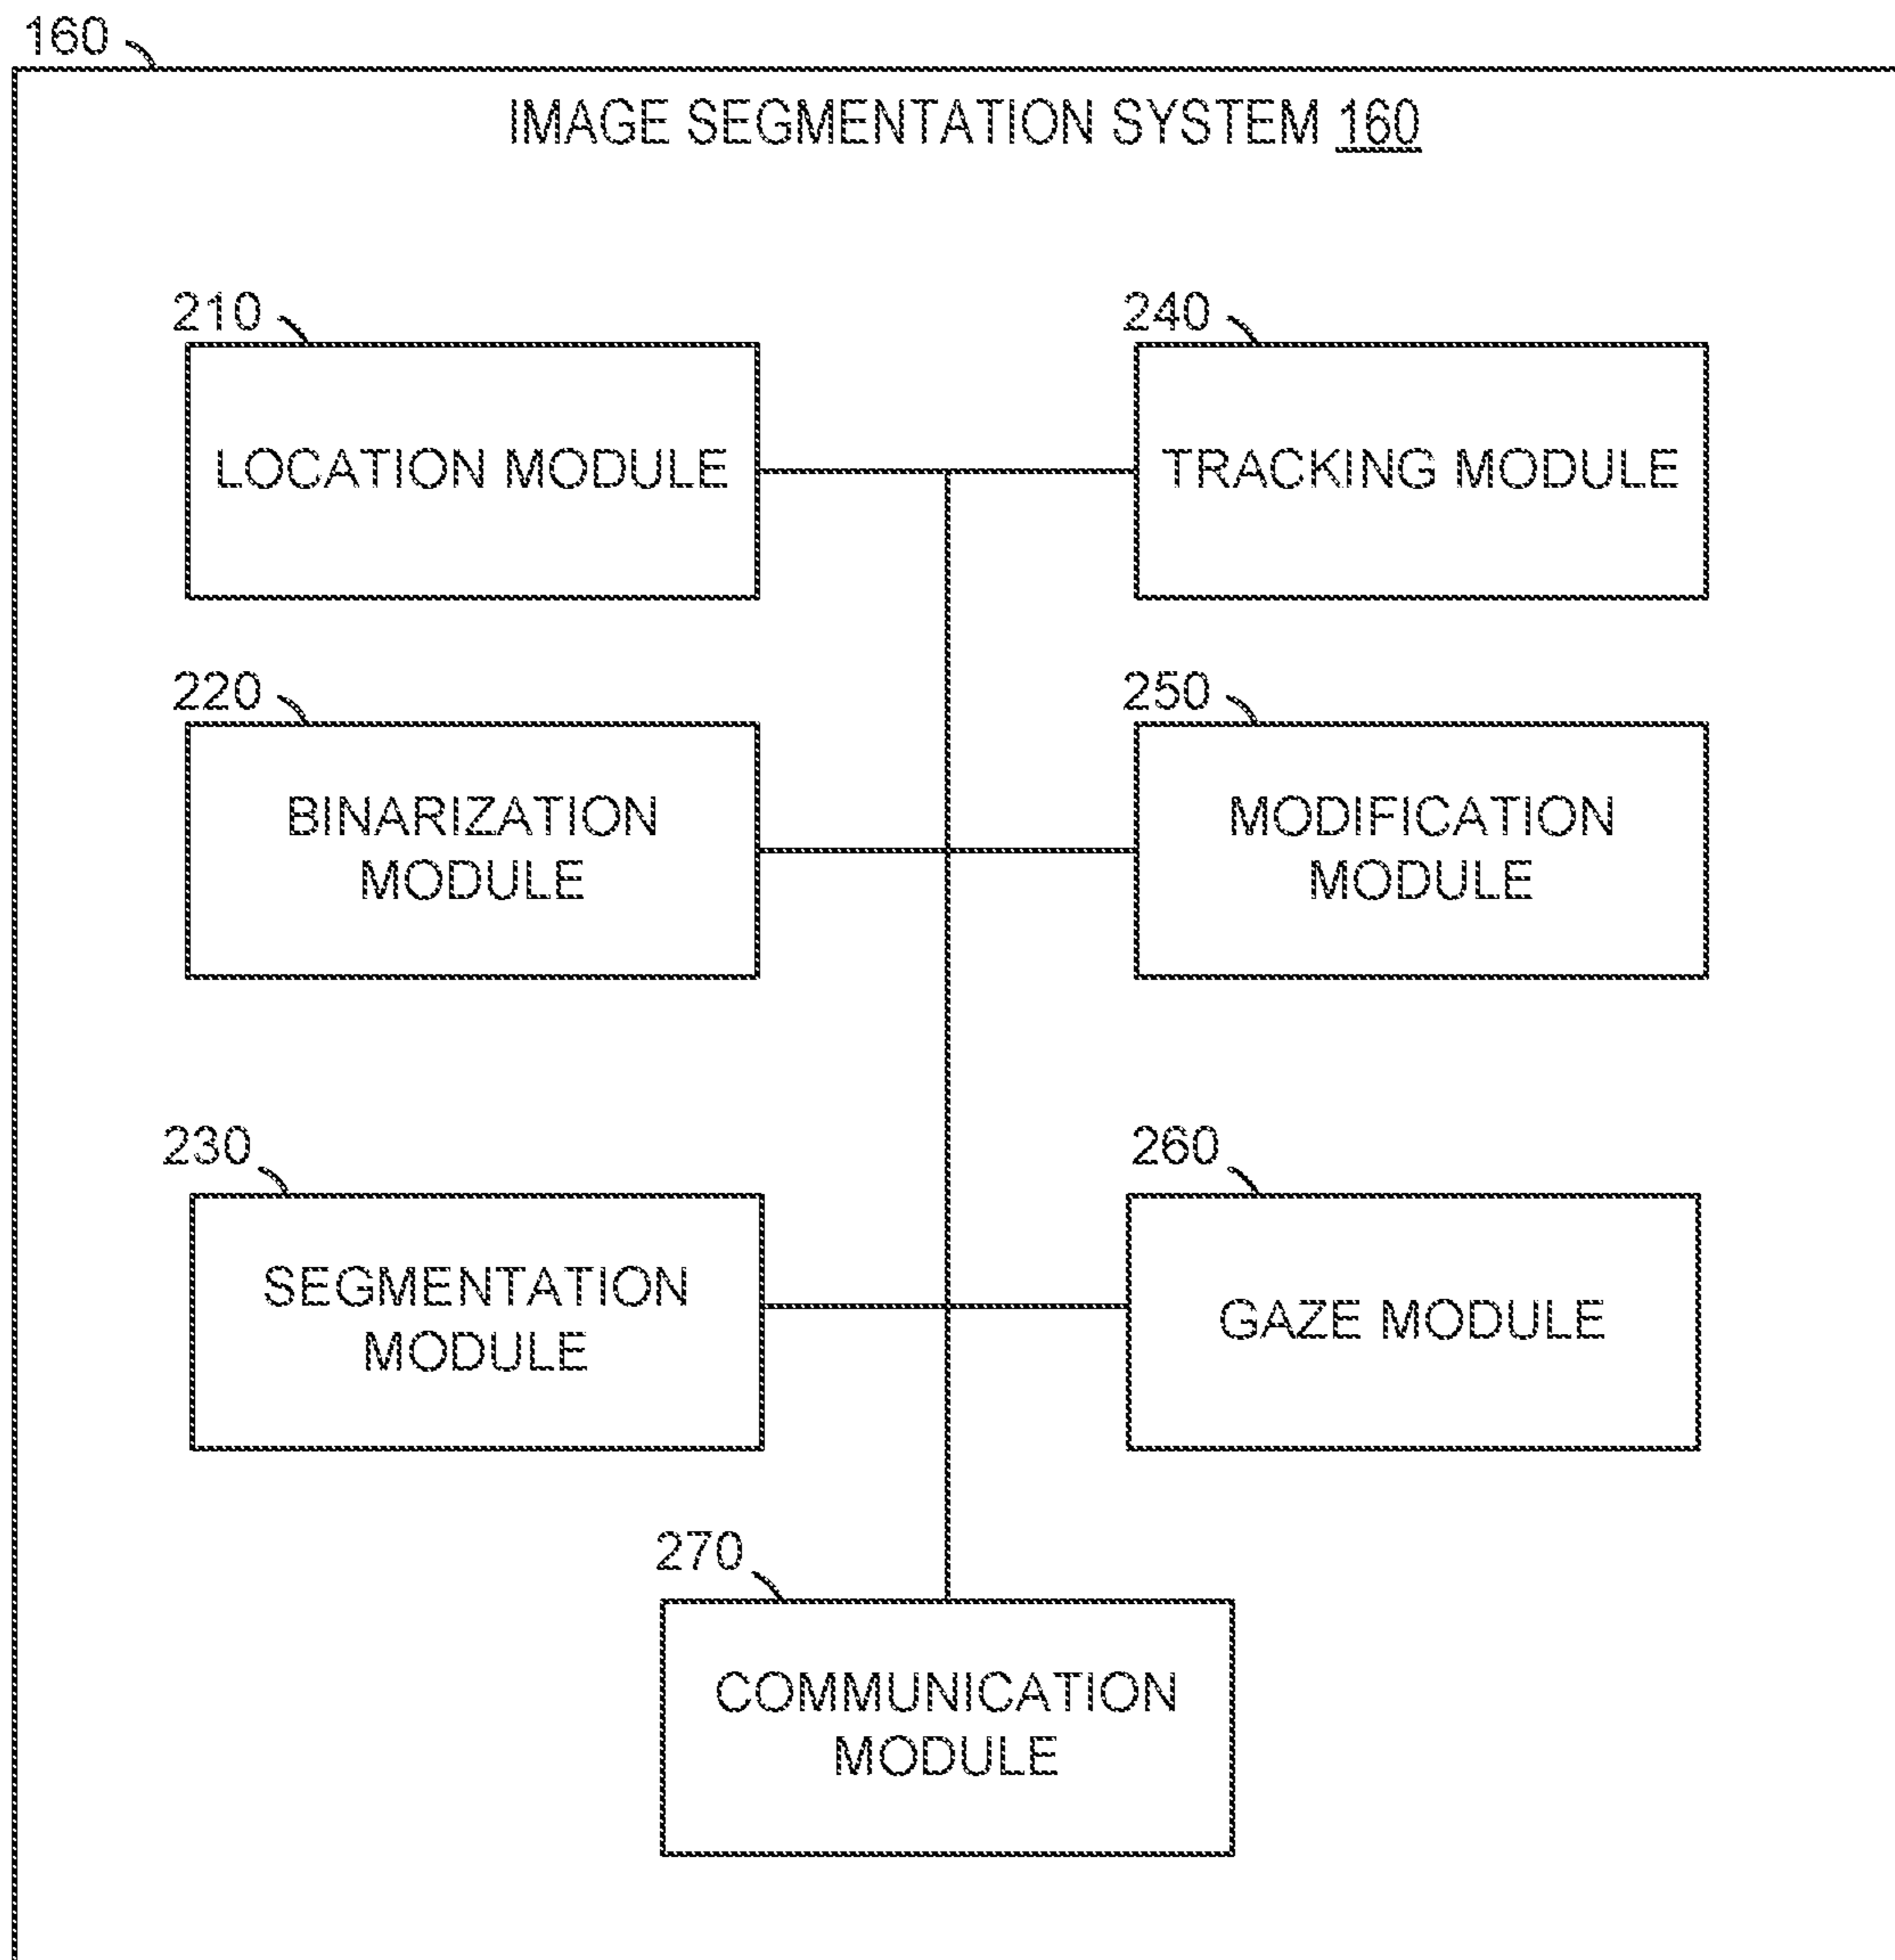 160
IMAGE SEGMENTATION SYSTEM 160
210
LOCATION MODULE
240
TRACKING MODULE
220
BINARIZATION
MODULE
250
MODIFICATION
MODULE
230
SEGMENTATION
MODULE
260
GAZE MODULE
270
COMMUNICATION
MODULE